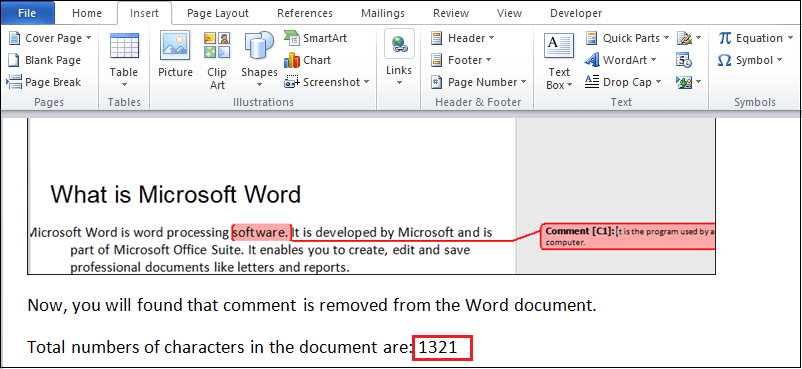 File Home Insert Page Layout References Mailings Review View Developer
Cover Page
Blank Page
Page Break
Pages
Table
Tables
Picture
Clip Art
Shapes
SmartArt
Chart
Screenshot
Illustrations
Links
Header
Footer
Page Number
Header & Footer
Text Box
Quick Parts
WordArt
Drop Cap
Text
Equation
Symbol
Symbols
What is Microsoft Word
Microsoft Word is word processing software. It is developed by Microsoft and is
part of Microsoft Office Suite. It enables you to create, edit and save
professional documents like letters and reports.
Comment [C1]: It is the program used by a
computer.
Now, you will found that comment is removed from the Word document.
Total numbers of characters in the document are: 1321